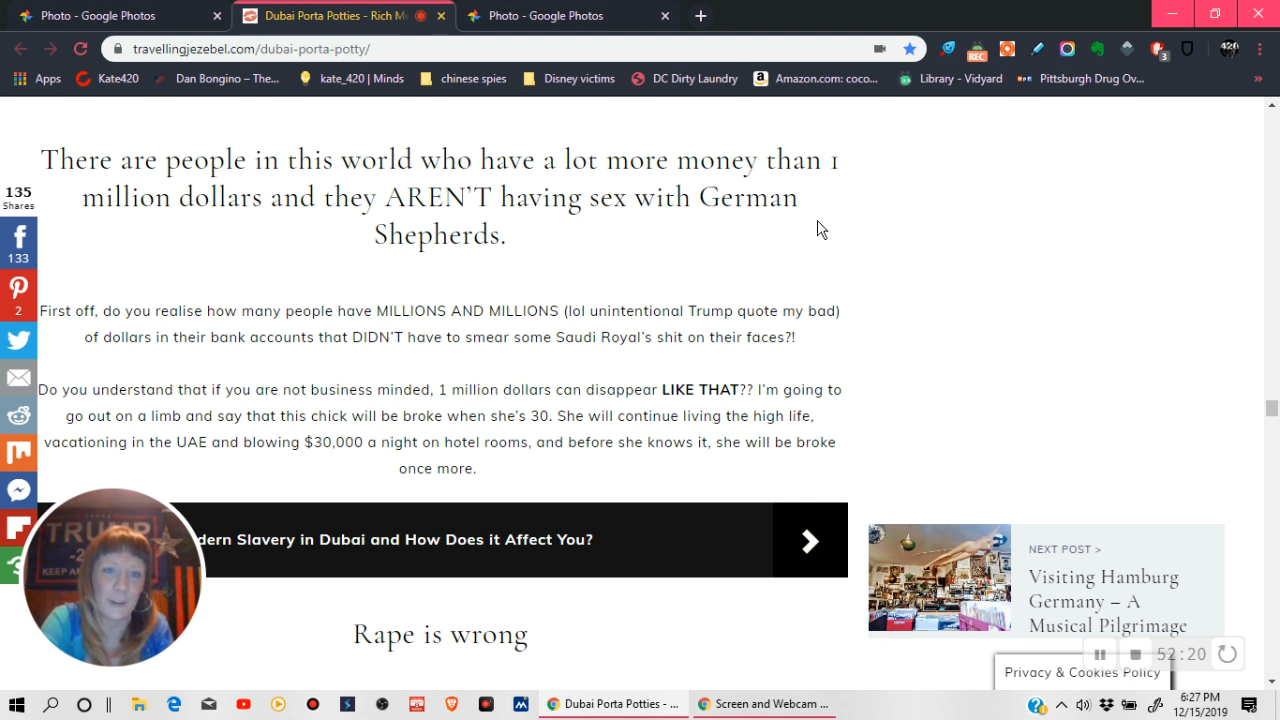 Photo - Google Photos
Dubai Porta Potties - Rich M
Photo - Google Photos
travellingjezebel.com/dubai-porta-potty/
REC
3
420
Apps
Kate420
Dan Bongino – The...
kate_420 | Minds
chinese spies
Disney victims
DC Dirty Laundry
Amazon.com: coco...
Library - Vidyard
Pittsburgh Drug Ov...
There are people in this world who have a lot more money than 1
million dollars and they AREN'T having sex with German
Shepherds.
135
Shares
133
2
First off, do you realise how many people have MILLIONS AND MILLIONS (lol unintentional Trump quote my bad)
of dollars in their bank accounts that DIDN'T have to smear some Saudi Royal's shit on their faces?!
Do you understand that if you are not business minded, 1 million dollars can disappear LIKE THAT?? I'm going to
go out on a limb and say that this chick will be broke when she's 30. She will continue living the high life,
vacationing in the UAE and blowing $30,000 a night on hotel rooms, and before she knows it, she will be broke
once more.
dern Slavery in Dubai and How Does it Affect You?
TRUMP
KEEP
NEXT POST >
Visiting Hamburg
Germany – A
Musical Pilgrimage
Rape is wrong
52:20
Privacy & Cookies Policy
Dubai Porta Potties - ...
Screen and Webcam ...
6:27 PM
12/15/2019